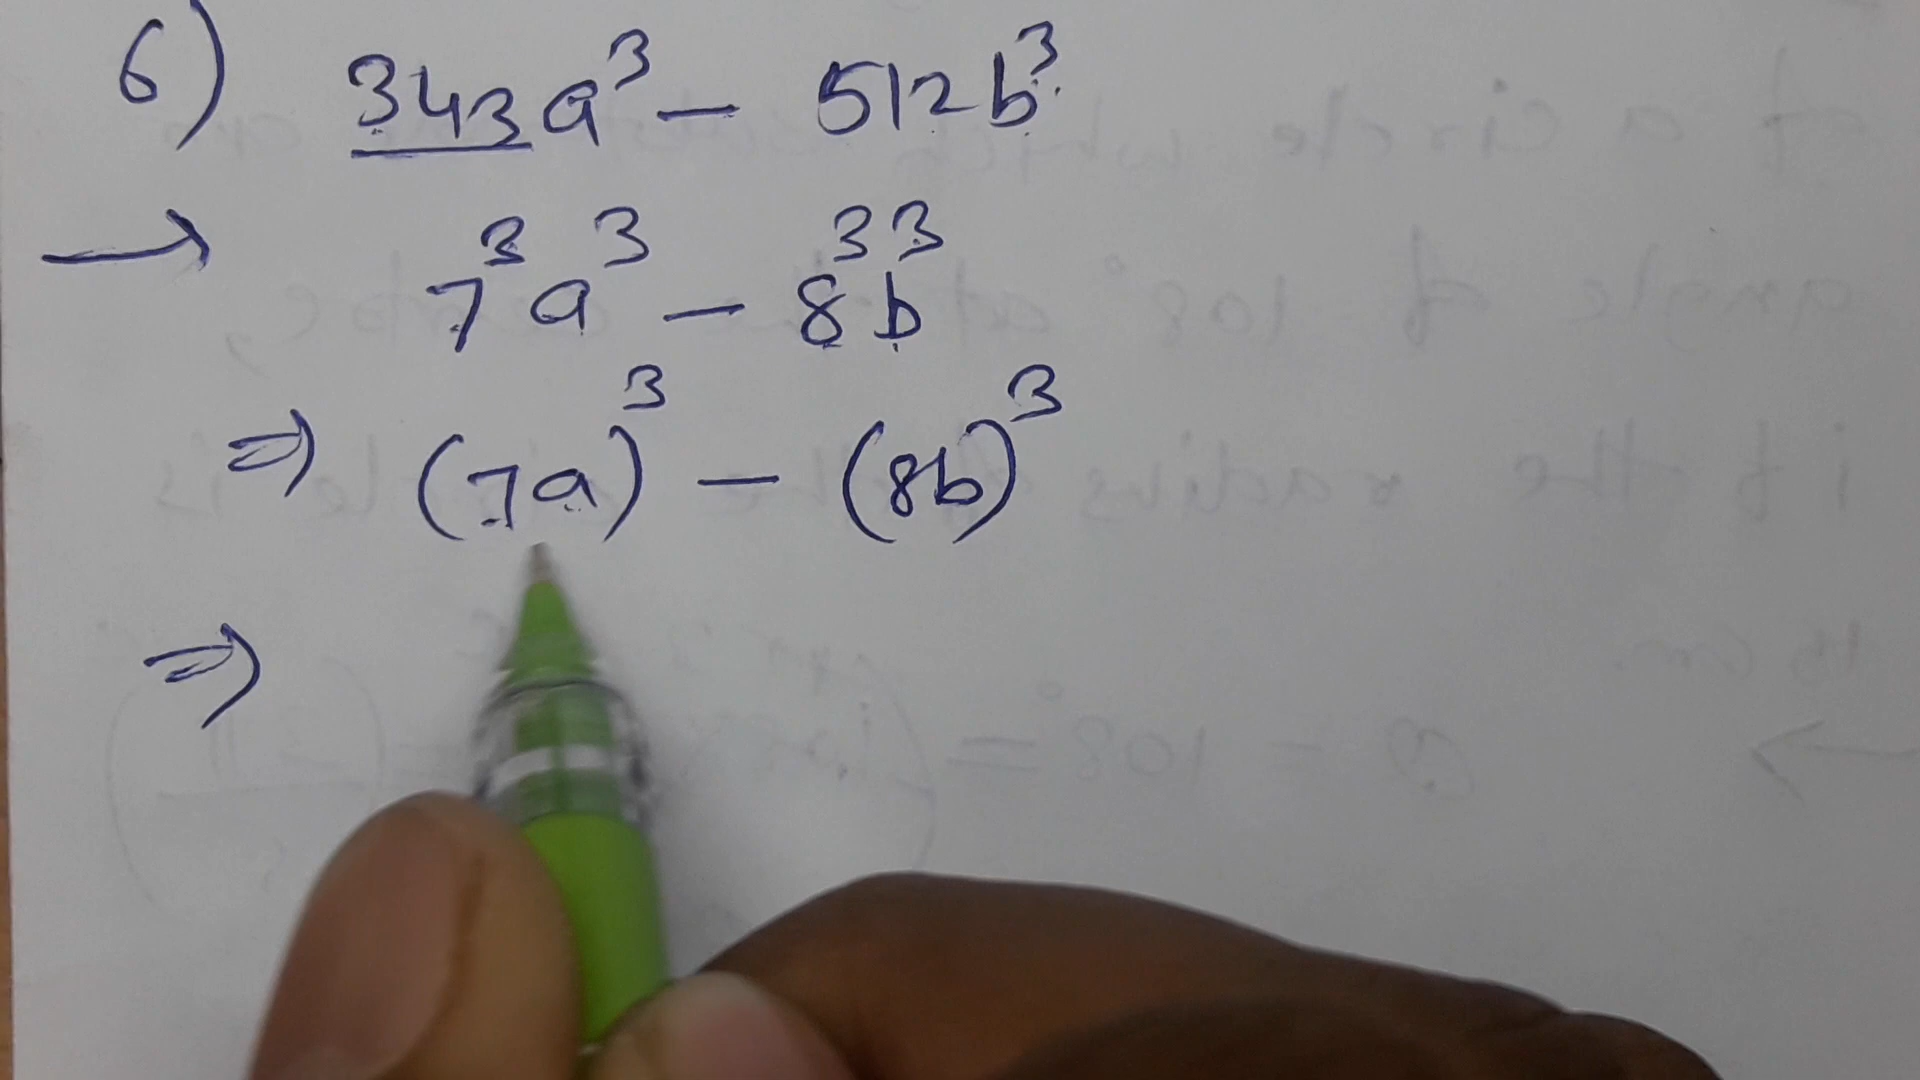 6) 343a³ - 512b³
→ 7³a³ - 8³b³
⇒ (7a)³ - (8b)³
⇒